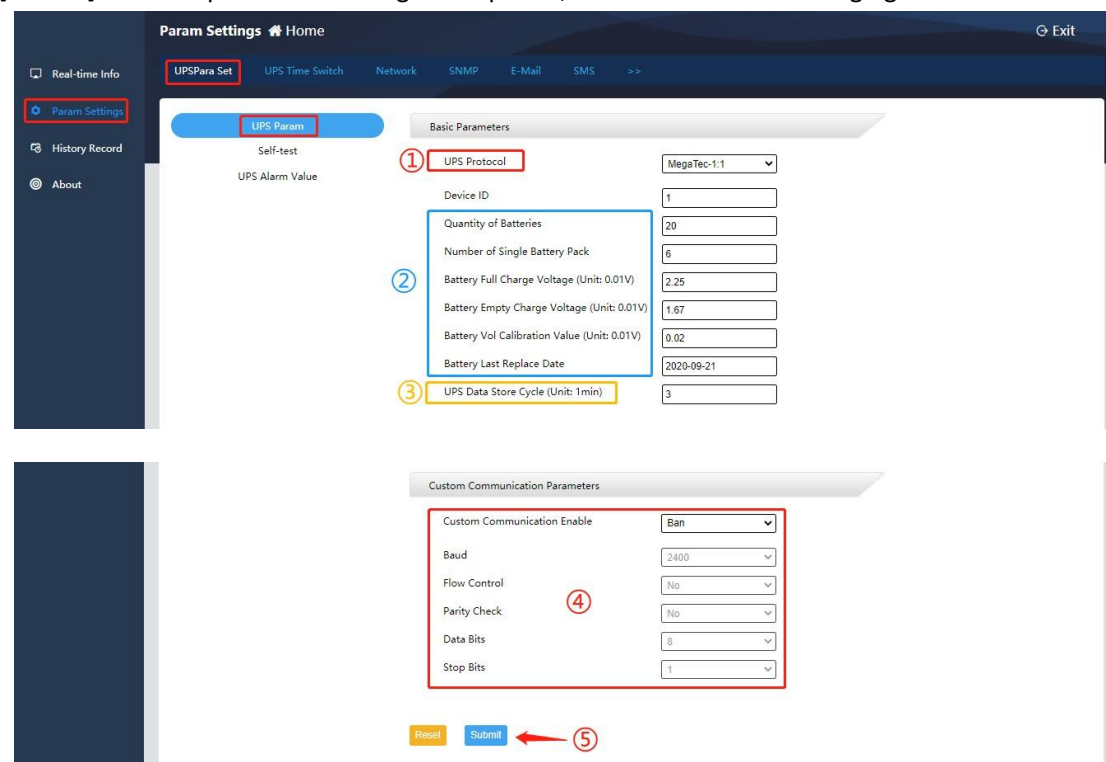 Param Settings Home
Exit
Real-time Info
Param Settings
History Record
About
UPSPara Set UPS Time Switch Network SNMP E-Mail SMS >>
UPS Param
Self-test
UPS Alarm Value
Basic Parameters
① UPS Protocol MegaTec-1:1
Device ID 1
Quantity of Batteries 20
Number of Single Battery Pack 6
② Battery Full Charge Voltage (Unit: 0.01V) 2.25
Battery Empty Charge Voltage (Unit: 0.01V) 1.67
Battery Vol Calibration Value (Unit: 0.01V) 0.02
Battery Last Replace Date 2020-09-21
③ UPS Data Store Cycle (Unit: 1min) 3
Custom Communication Parameters
Custom Communication Enable Ban
Baud 2400
Flow Control No
④
Parity Check No
Data Bits 8
Stop Bits 1
Reset Submit ⑤